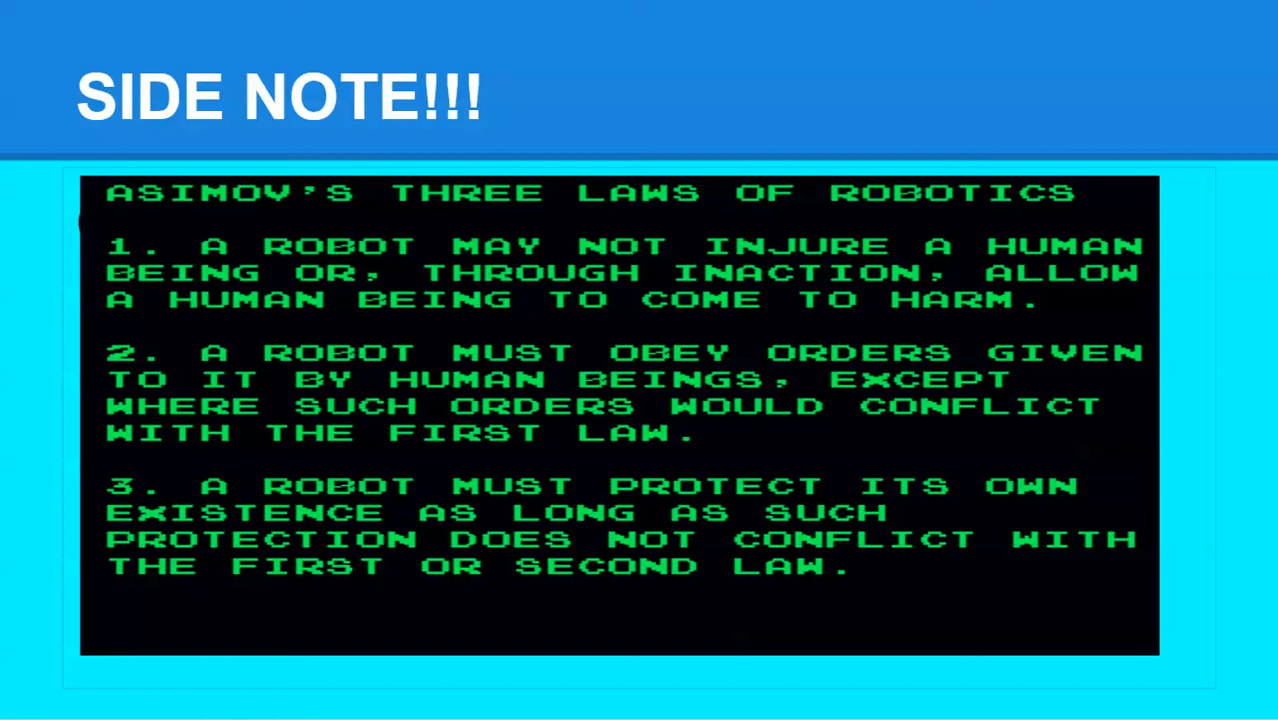 SIDE NOTE!!!
ASIMOV'S THREE LAWS OF ROBOTICS
1. A ROBOT MAY NOT INJURE A HUMAN
BEING OR, THROUGH INACTION, ALLOW
A HUMAN BEING TO COME TO HARM.
2. A ROBOT MUST OBEY ORDERS GIVEN
TO IT BY HUMAN BEINGS, EXCEPT
WHERE SUCH ORDERS WOULD CONFLICT
WITH THE FIRST LAW.
3. A ROBOT MUST PROTECT ITS OWN
EXISTENCE AS LONG AS SUCH
PROTECTION DOES NOT CONFLICT WITH
THE FIRST OR SECOND LAW.